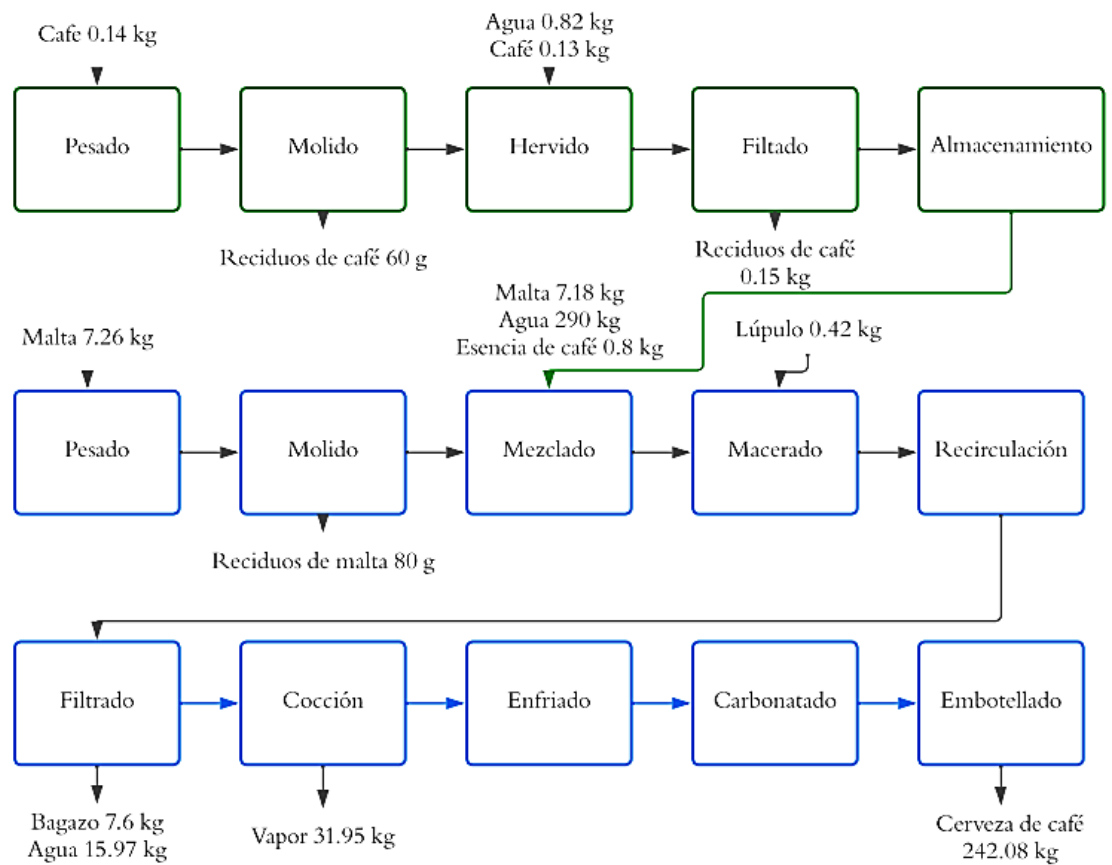 Cafe 0.14 kg
Agua 0.82 kg
Café 0.13 kg
Pesado
Molido
Hervido
Filtado
Almacenamiento
Reciduos de café 60 g
Reciduos de café
0.15 kg
Malta 7.26 kg
Malta 7.18 kg
Agua 290 kg
Esencia de café 0.8 kg
Lúpulo 0.42 kg
Pesado
Molido
Mezclado
Macerado
Recirculación
Reciduos de malta 80 g
Filtrado
Cocción
Enfriado
Carbonatado
Embotellado
Bagazo 7.6 kg
Agua 15.97 kg
Vapor 31.95 kg
Cerveza de café
242.08 kg